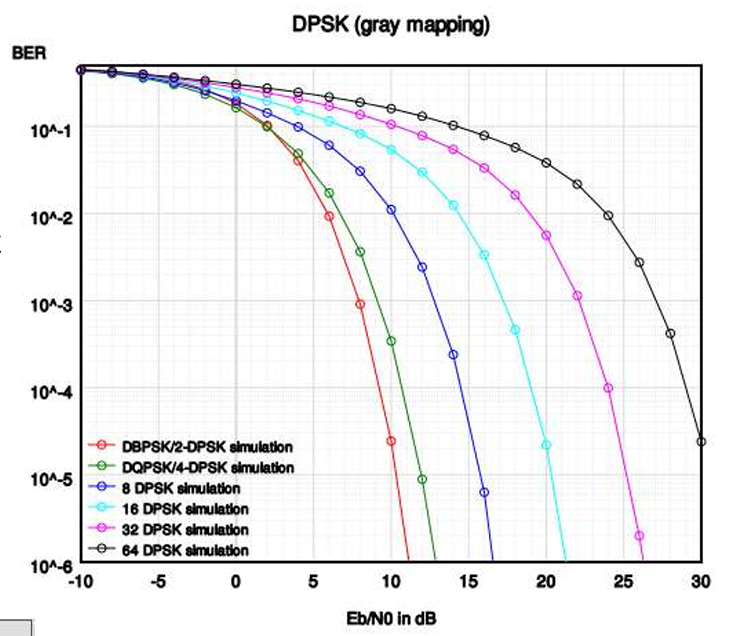 DPSK (gray mapping)
BER
10^-1
10^-2
10^-3
10^-4
10^-5
10^-6
DBPSK/2-DPSK simulation
DQPSK/4-DPSK simulation
8 DPSK simulation
16 DPSK simulation
32 DPSK simulation
64 DPSK simulation
-10 -5 0 5 10 15 20 25 30
Eb/N0 in dB